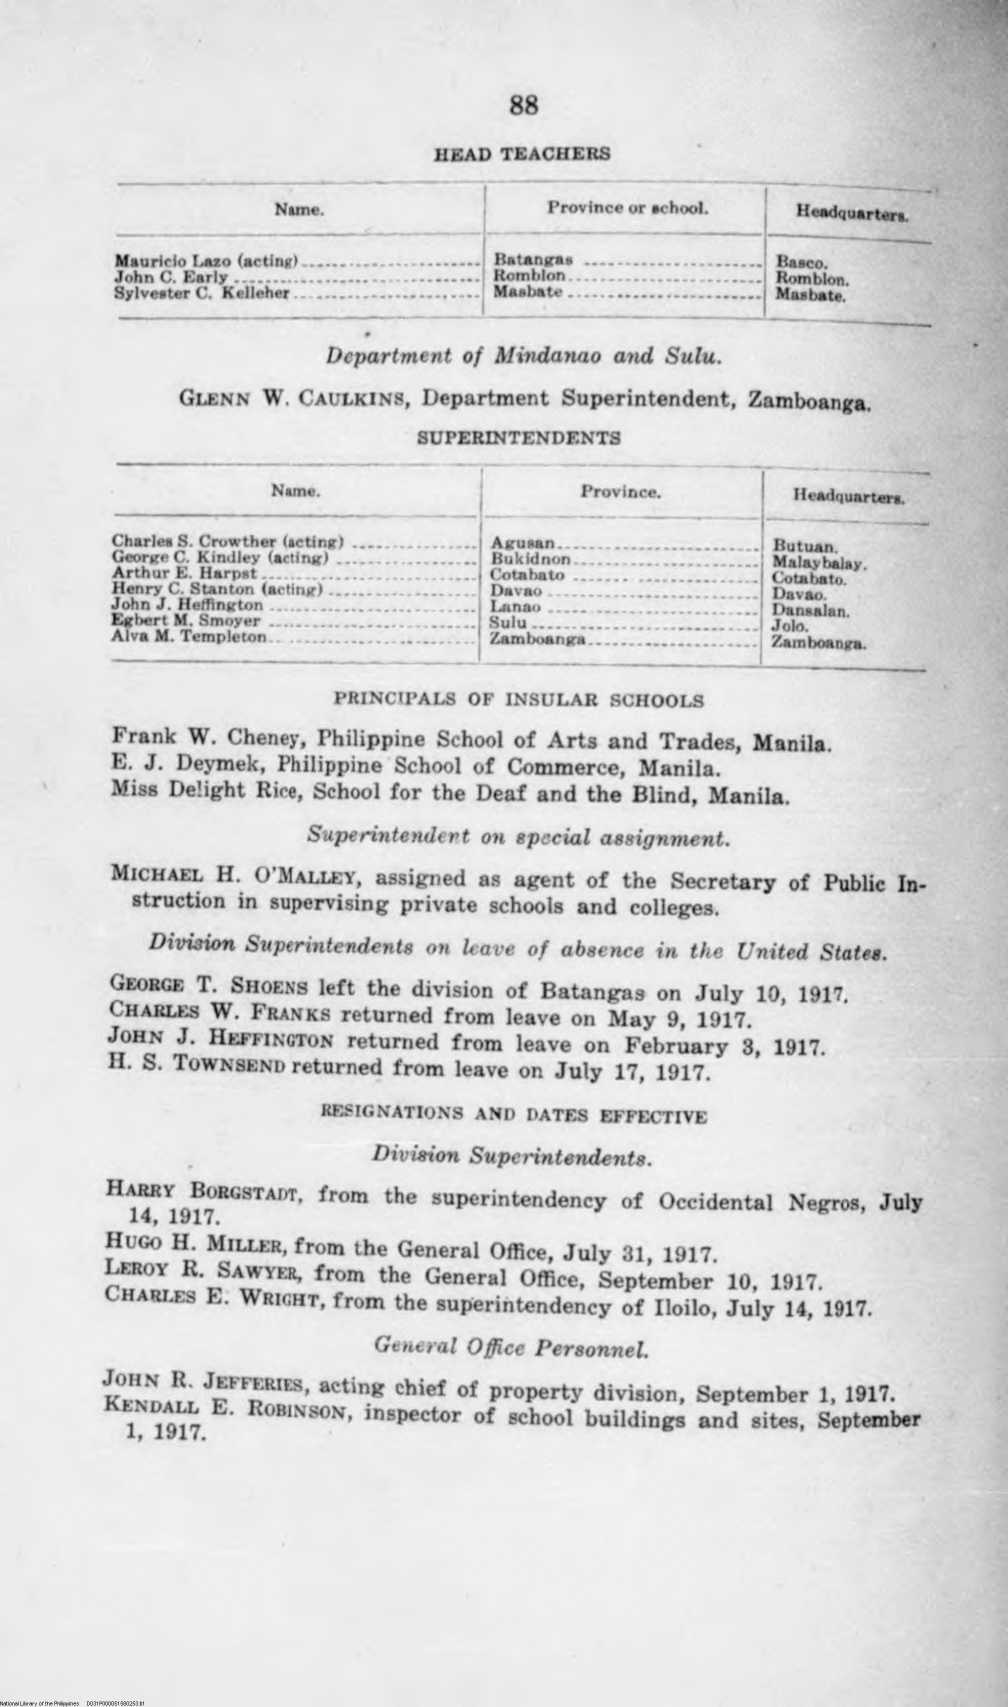 88
HEAD TEACHERS
Name. Province or school. Headquarters.
Mauricio Lazo (acting) Batangas Basco.
John C. Early Romblon Romblon.
Sylvester C. Kelleher Masbate Masbate.
Department of Mindanao and Sulu.
GLENN W. CAULKINS, Department Superintendent, Zamboanga.
SUPERINTENDENTS
Name. Province. Headquarters.
Charles S. Crowther (acting) Agusan Butuan.
George C. Kindley (acting) Bukidnon Malaybalay.
Arthur E. Harpst Cotabato Cotabato.
Henry C. Stanton (acting) Davao Davao.
John J. Heffington Lanao Dansalan.
Egbert M. Smoyer Sulu Jolo.
Alva M. Templeton Zamboanga Zamboanga.
PRINCIPALS OF INSULAR SCHOOLS
Frank W. Cheney, Philippine School of Arts and Trades, Manila.
E. J. Deymek, Philippine School of Commerce, Manila.
Miss Delight Rice, School for the Deaf and the Blind, Manila.
Superintendent on special assignment.
MICHAEL H. O'MALLEY, assigned as agent of the Secretary of Public In-
struction in supervising private schools and colleges.
Division Superintendents on leave of absence in the United States.
GEORGE T. SHOENS left the division of Batangas on July 10, 1917.
CHARLES W. FRANKS returned from leave on May 9, 1917.
JOHN J. HEFFINGTON returned from leave on February 3, 1917.
H. S. TOWNSEND returned from leave on July 17, 1917.
RESIGNATIONS AND DATES EFFECTIVE
Division Superintendents.
HARRY BORGSTADT, from the superintendency of Occidental Negros, July
14, 1917.
HUGO H. MILLER, from the General Office, July 31, 1917.
LEROY R. SAWYER, from the General Office, September 10, 1917.
CHARLES E. WRIGHT, from the superintendency of Iloilo, July 14, 1917.
General Office Personnel.
JOHN R. JEFFERIES, acting chief of property division, September 1, 1917.
KENDALL E. ROBINSON, inspector of school buildings and sites, September
1, 1917.
National Library of the Philippines